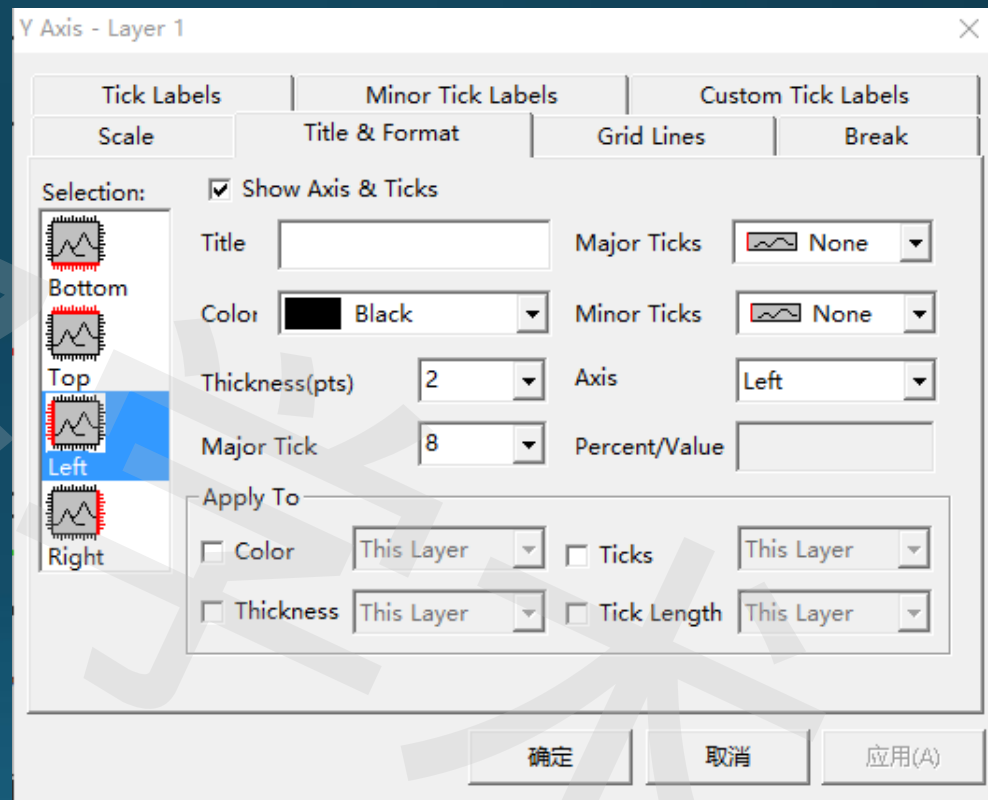 Y Axis - Layer 1
Tick Labels Minor Tick Labels Custom Tick Labels
Scale Title & Format Grid Lines Break
Selection: Show Axis & Ticks
Bottom
Top
Left
Right
Title Major Ticks None
Color Black Minor Ticks None
Thickness(pts) 2 Axis Left
Major Tick 8 Percent/Value
Apply To
Color This Layer Ticks This Layer
Thickness This Layer Tick Length This Layer
确定 取消 应用(A)
学术